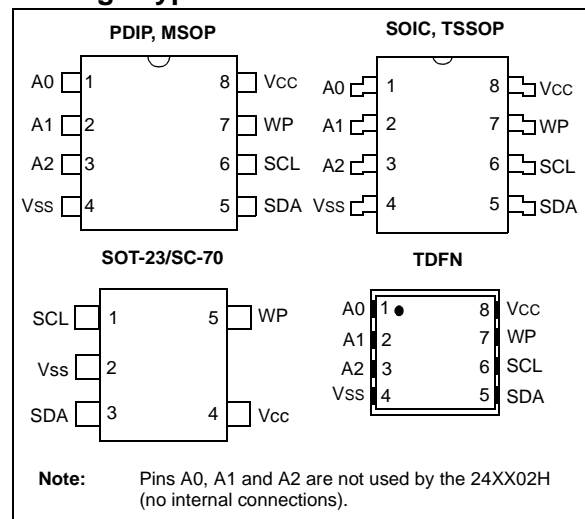 PDIP, MSOP
A0 1 8 VCC
A1 2 7 WP
A2 3 6 SCL
VSS 4 5 SDA
SOIC, TSSOP
A0 1 8 VCC
A1 2 7 WP
A2 3 6 SCL
VSS 4 5 SDA
SOT-23/SC-70
SCL 1 5 WP
Vss 2
SDA 3 4 Vcc
TDFN
A0 1 8 VCC
A1 2 7 WP
A2 3 6 SCL
VSS 4 5 SDA
Note: Pins A0, A1 and A2 are not used by the 24XX02H
(no internal connections).